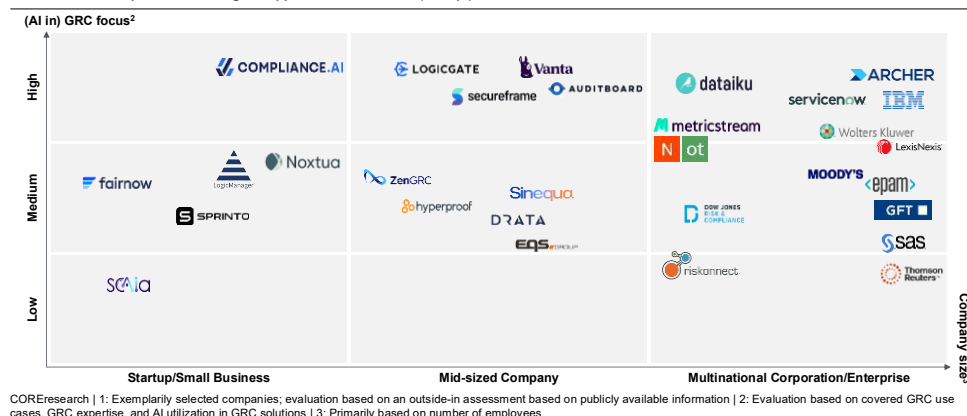 (AI in) GRC focus²
High
COMPLIANCE.AI
LOGICGATE
Vanta
secureframe
AUDITBOARD
dataiku
ARCHER
servicenow
IBM
metricstream
Wolters Kluwer
N ot
LexisNexis
Medium
fairnow
LogicManager
Noxtua
SPRINTO
ZenGRC
hyperproof
Sinequa
DRATA
EQS GROUP
MOODY'S
<epam>
DOW JONES
RISK &
COMPLIANCE
GFT
sas
Low
SCAia
riskonnect
Thomson
Reuters™
Company size³
Startup/Small Business
Mid-sized Company
Multinational Corporation/Enterprise
COREresearch | 1: Exemplarily selected companies; evaluation based on an outside-in assessment based on publicly available information | 2: Evaluation based on covered GRC use
cases, GRC expertise, and AI utilization in GRC solutions | 3: Primarily based on number of employees